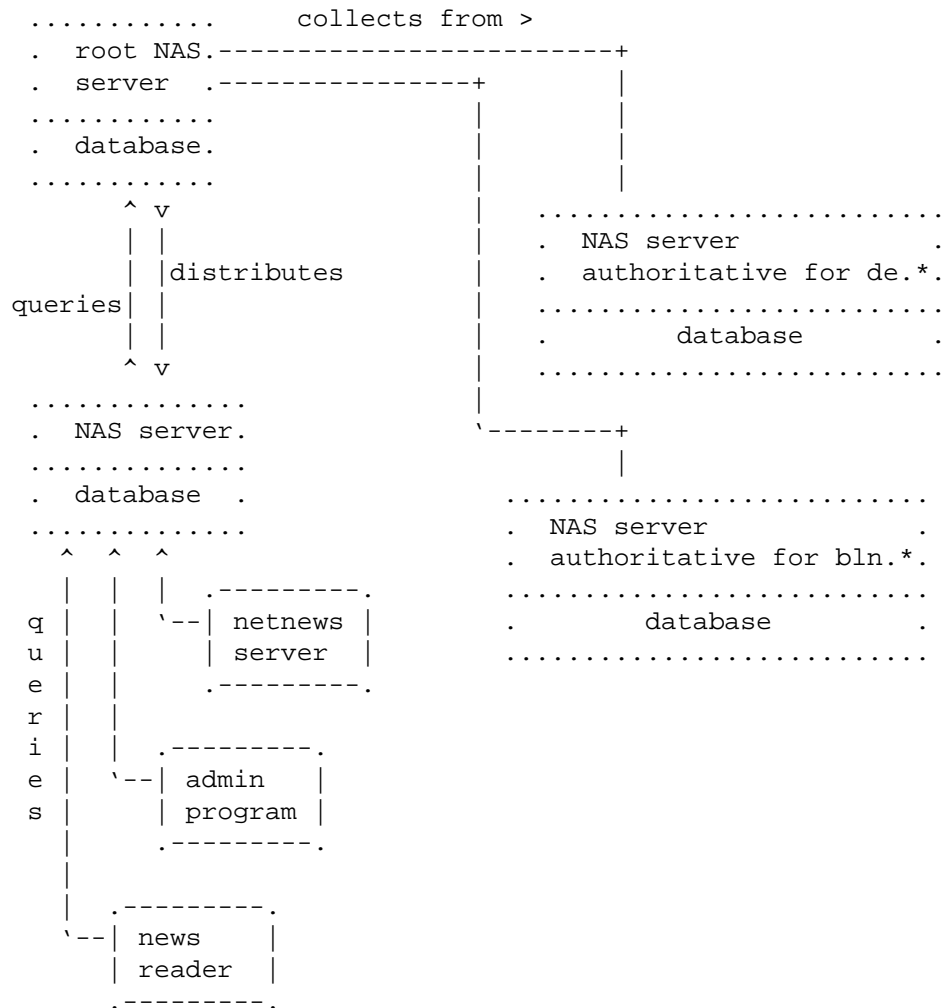 collects from >
root NAS
server
database
NAS server
authoritative for de.*
database
distributes
queries
NAS server
database
NAS server
authoritative for bln.*
database
queries
netnews
server
admin
program
news
reader